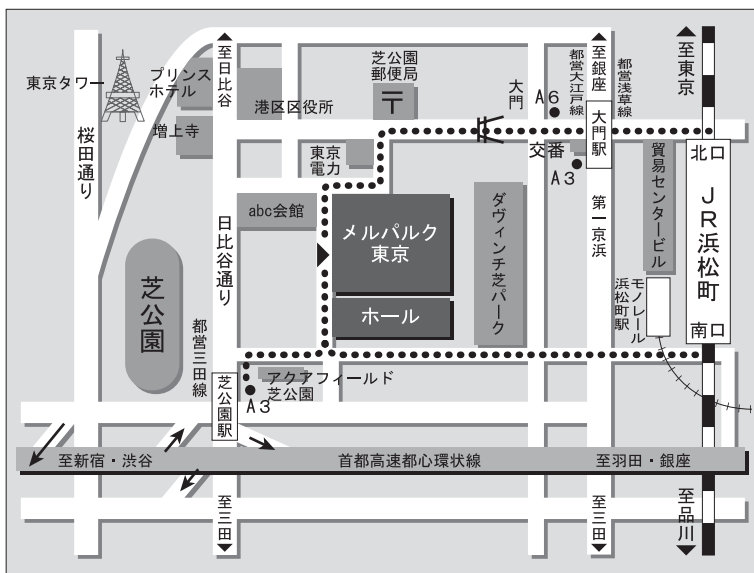 東京タワー
桜田通り
プリンス
ホテル
増上寺
至日比谷
港区区役所
芝公園
郵便局
〒
東京
電力
大門
A6
都営大江戸線
至銀座
都営浅草線
大門駅
交番
A3
至東京
北口
JR浜松町
南口
貿易センタービル
モノレール
浜松町駅
第一京浜
ダヴィンチ芝パーク
abc会館
メルパルク
東京
ホール
日比谷通り
芝公園
都営三田線
芝公園駅
A3
アクアフィールド
芝公園
至新宿・渋谷
首都高速都心環状線
至羽田・銀座
至三田
至三田
至品川